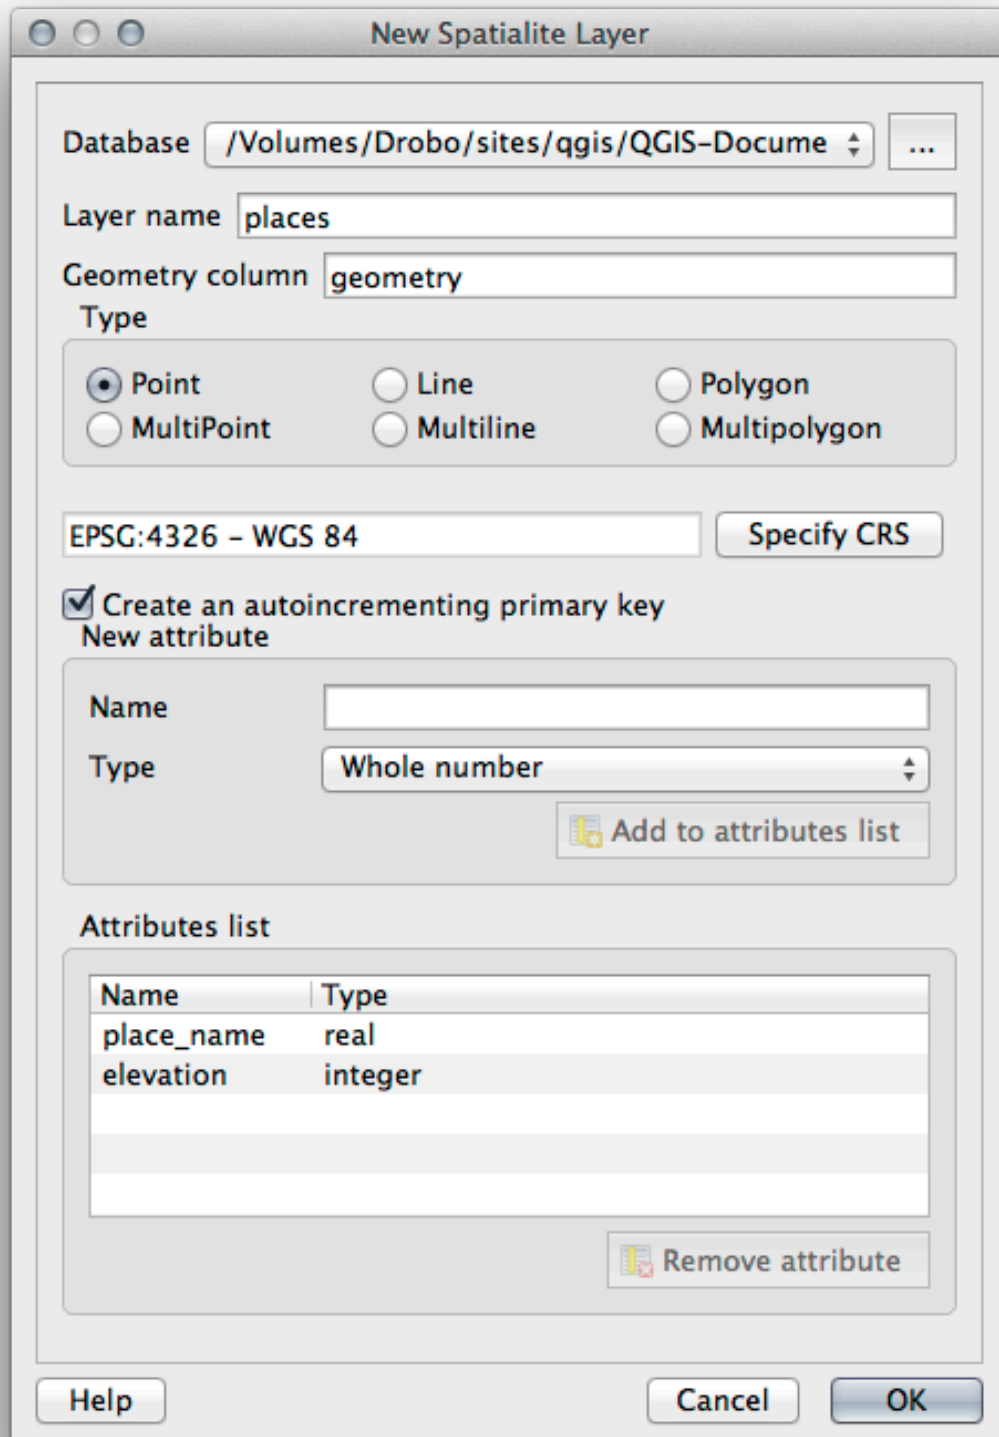 New Spatialite Layer
Database /Volumes/Drobo/sites/qgis/QGIS-Docume ...
Layer name places
Geometry column geometry
Type
Point Line Polygon
MultiPoint Multiline Multipolygon
EPSG:4326 – WGS 84 Specify CRS
Create an autoincrementing primary key
New attribute
Name
Type Whole number
Add to attributes list
Attributes list
Name Type
place_name real
elevation integer
Remove attribute
Help Cancel OK